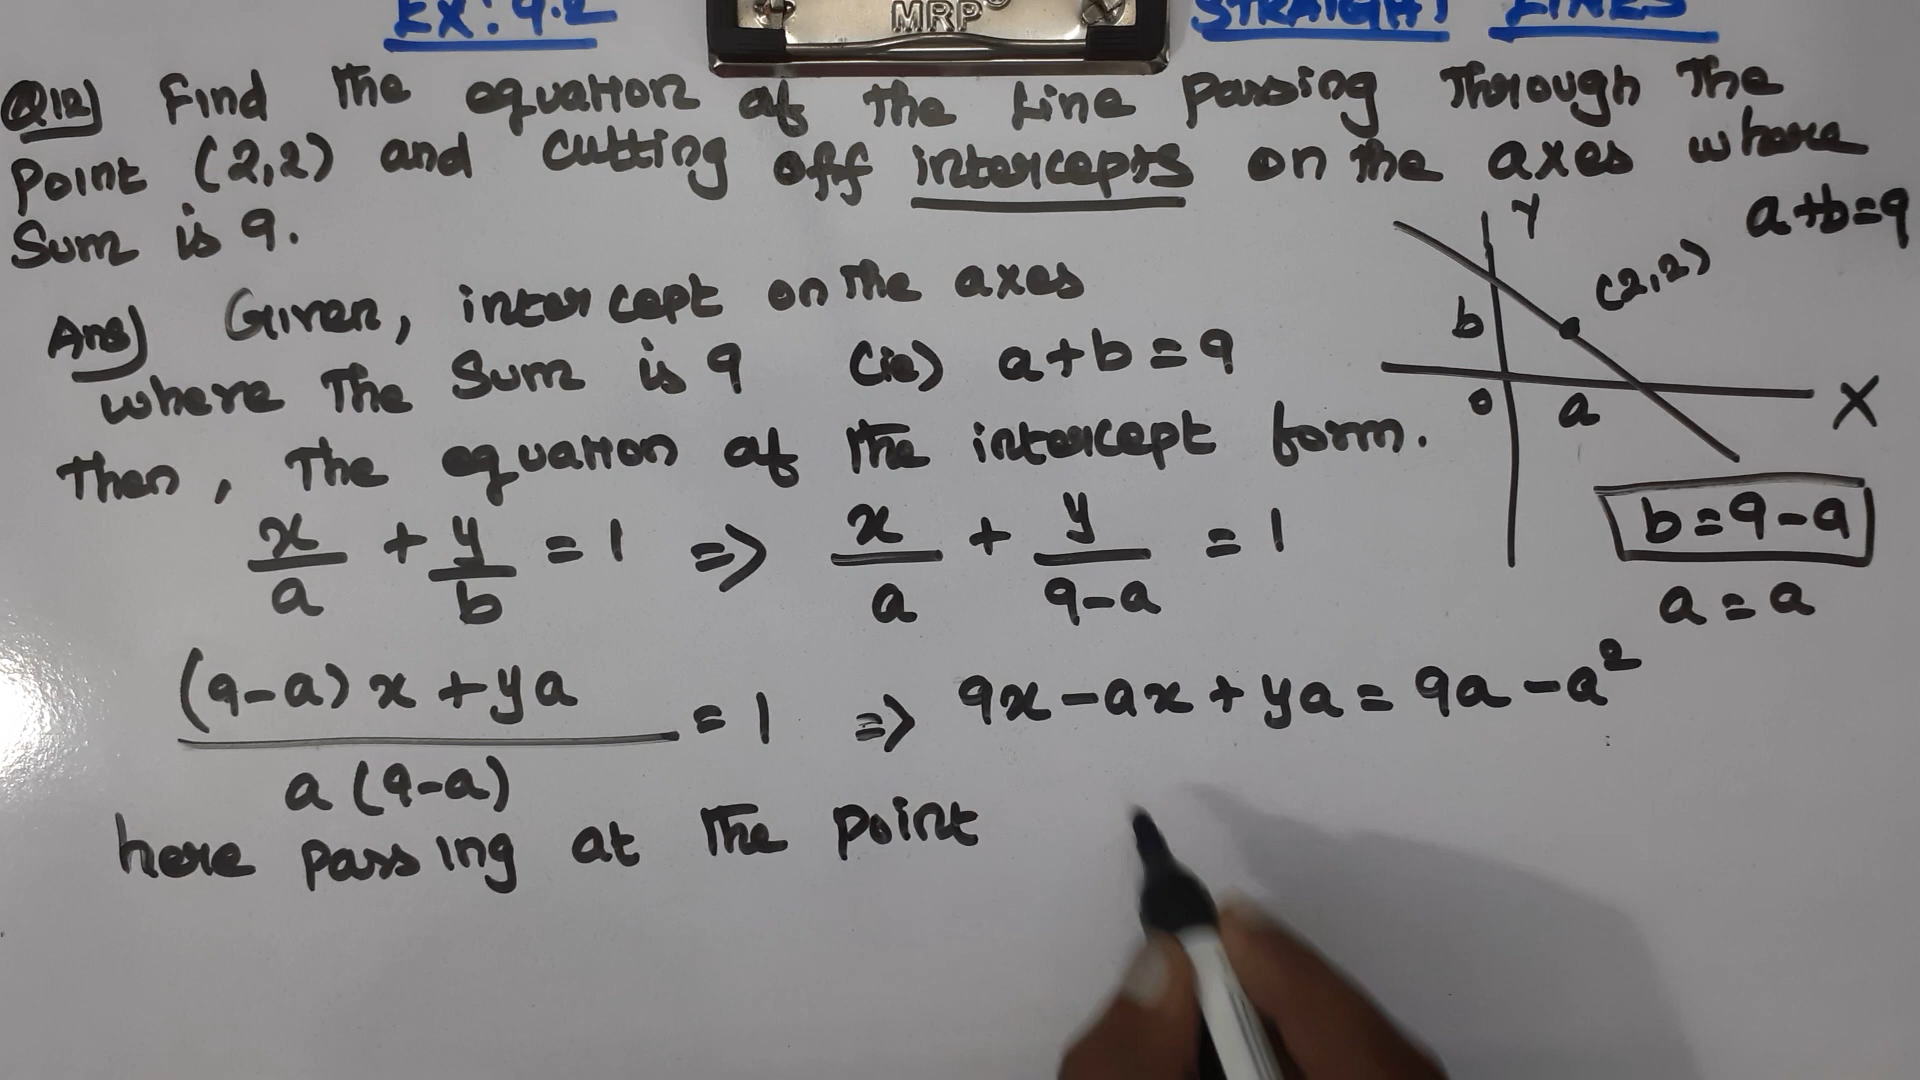 EX: 9.2
MRP
STRAIGHT LINES
Q12) Find the equation of the Line passing Through The
Point (2,2) and cutting off intercepts on the axes where
Sum is 9.
a+b=9
Y
(2,2)
b
X
o
a
Ans) Given, intercept on the axes
where The Sum is 9 (ie) a+b=9
Then, The equation of the intercept form.
x/a + y/b = 1 => x/a + y/9-a = 1
b=9-a
a=a
(9-a)x+ya/a(9-a) = 1 => 9x-ax+ya=9a-a²
here passing at the point